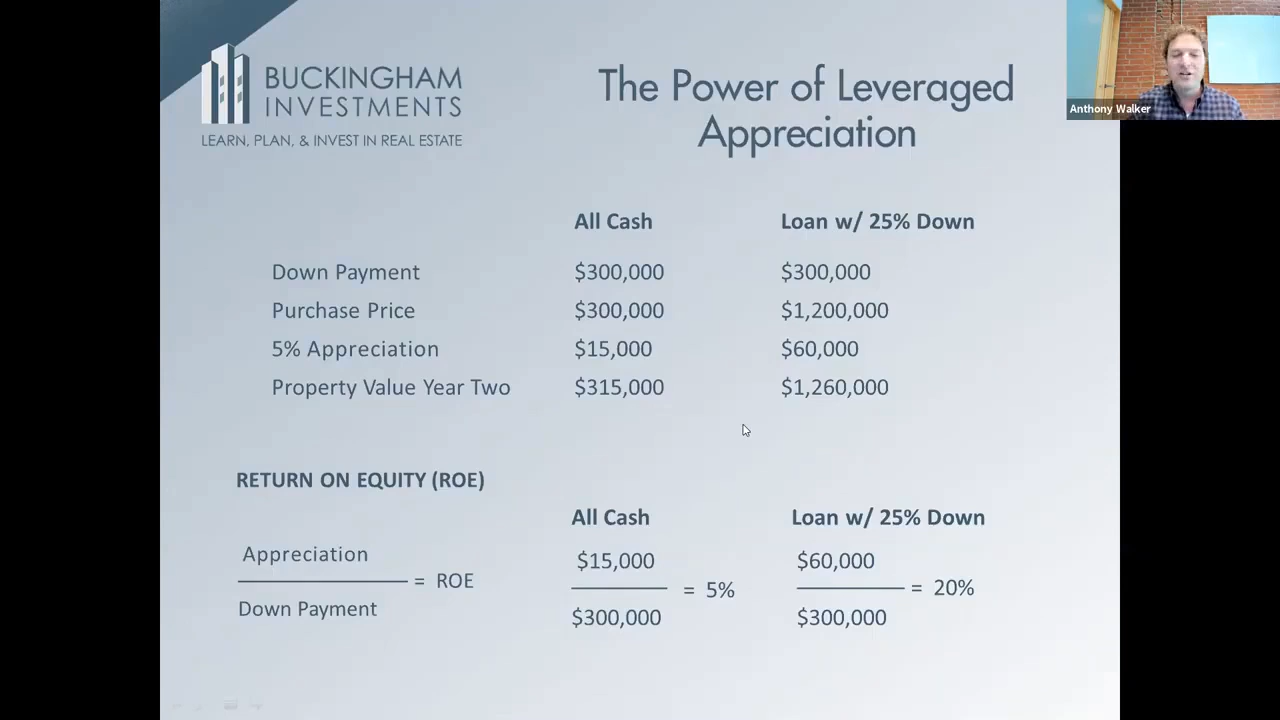 BUCKINGHAM
INVESTMENTS
LEARN, PLAN, & INVEST IN REAL ESTATE
The Power of Leveraged
Appreciation
Anthony Walker
All Cash Loan w/ 25% Down
Down Payment $300,000 $300,000
Purchase Price $300,000 $1,200,000
5% Appreciation $15,000 $60,000
Property Value Year Two $315,000 $1,260,000
RETURN ON EQUITY (ROE)
All Cash Loan w/ 25% Down
Appreciation $15,000 $60,000
= ROE = 5% = 20%
Down Payment $300,000 $300,000